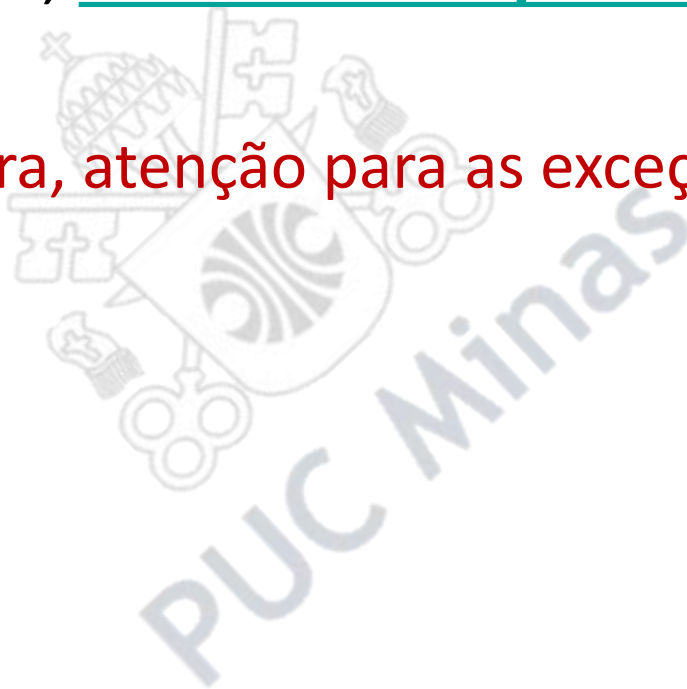 ra, atenção para as exceç
PUC Minas